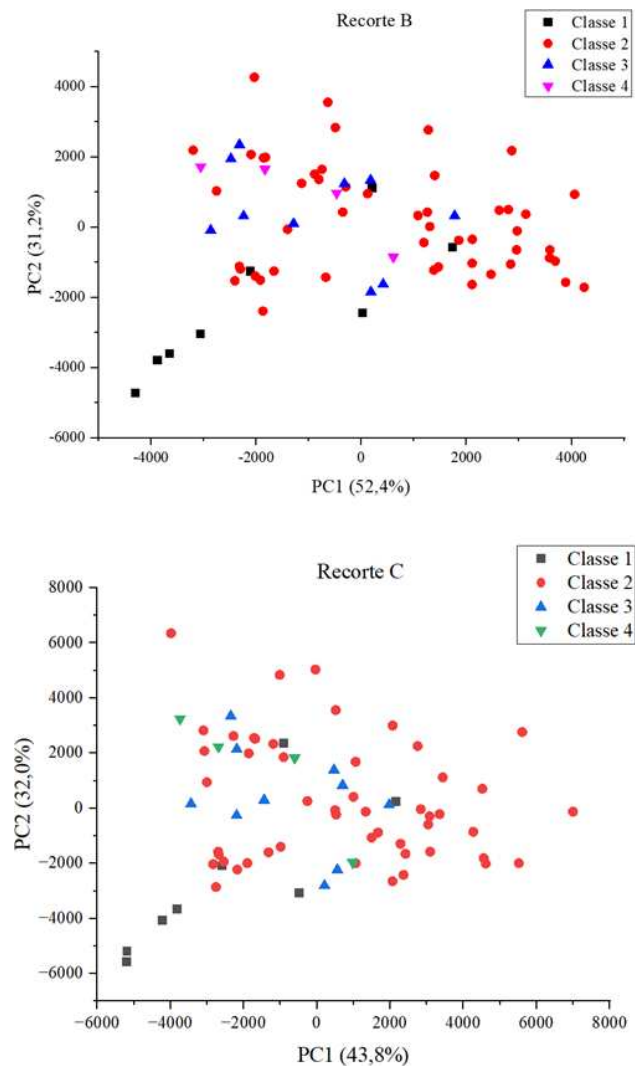 Recorte B
Classe 1
Classe 2
Classe 3
Classe 4
4000
2000
0
-2000
-4000
-6000
PC2 (31,2%)
-4000 -2000 0 2000 4000
PC1 (52,4%)
Recorte C
Classe 1
Classe 2
Classe 3
Classe 4
8000
6000
4000
2000
0
−2000
−4000
−6000
PC2 (32,0%)
−6000 −4000 −2000 0 2000 4000 6000 8000
PC1 (43,8%)